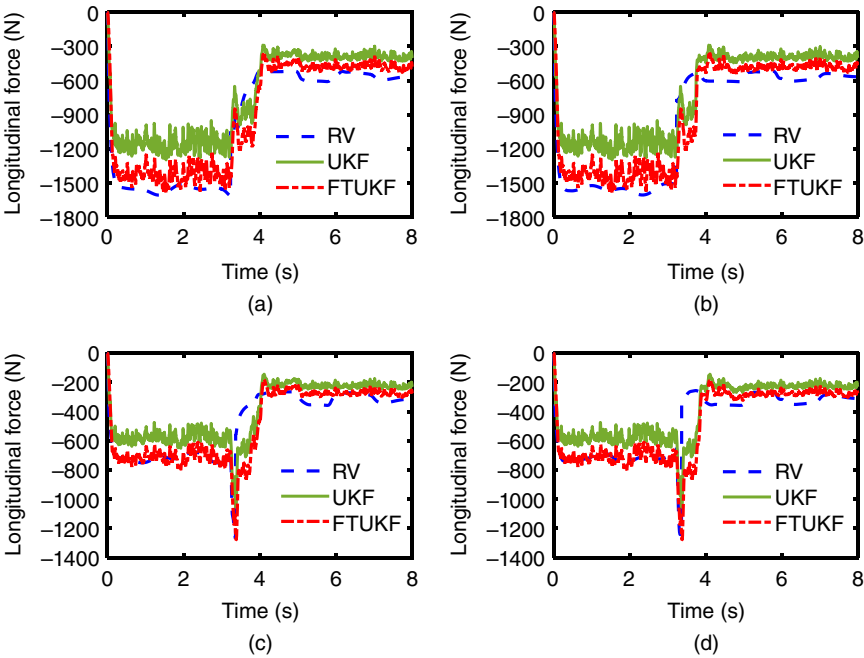 Longitudinal force (N)
0
−300
−600
−900
−1200
−1500
−1800
RV
UKF
FTUKF
0 2 4 6 8
Time (s)
(a)
Longitudinal force (N)
0
−300
−600
−900
−1200
−1500
−1800
RV
UKF
FTUKF
0 2 4 6 8
Time (s)
(b)
Longitudinal force (N)
0
−200
−400
−600
−800
−1000
−1200
−1400
RV
UKF
FTUKF
0 2 4 6 8
Time (s)
(c)
Longitudinal force (N)
0
−200
−400
−600
−800
−1000
−1200
−1400
RV
UKF
FTUKF
0 2 4 6 8
Time (s)
(d)